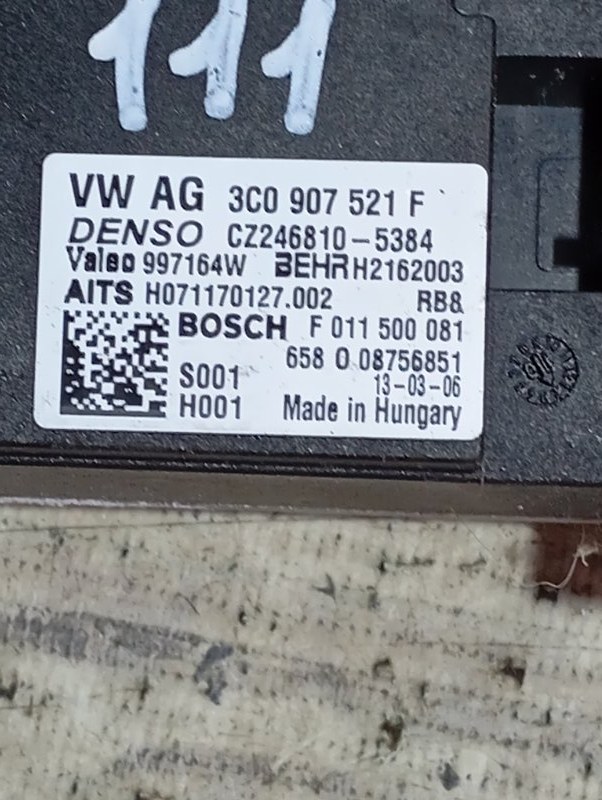 111
VW AG 3C0 907 521 F
DENSO CZ246810-5384
Valeo 997164W BEHR H2162003
AITS H071170127.002 RB&
BOSCH F 011 500 081
658 0 08756851
S001 13-03-06
H001 Made in Hungary